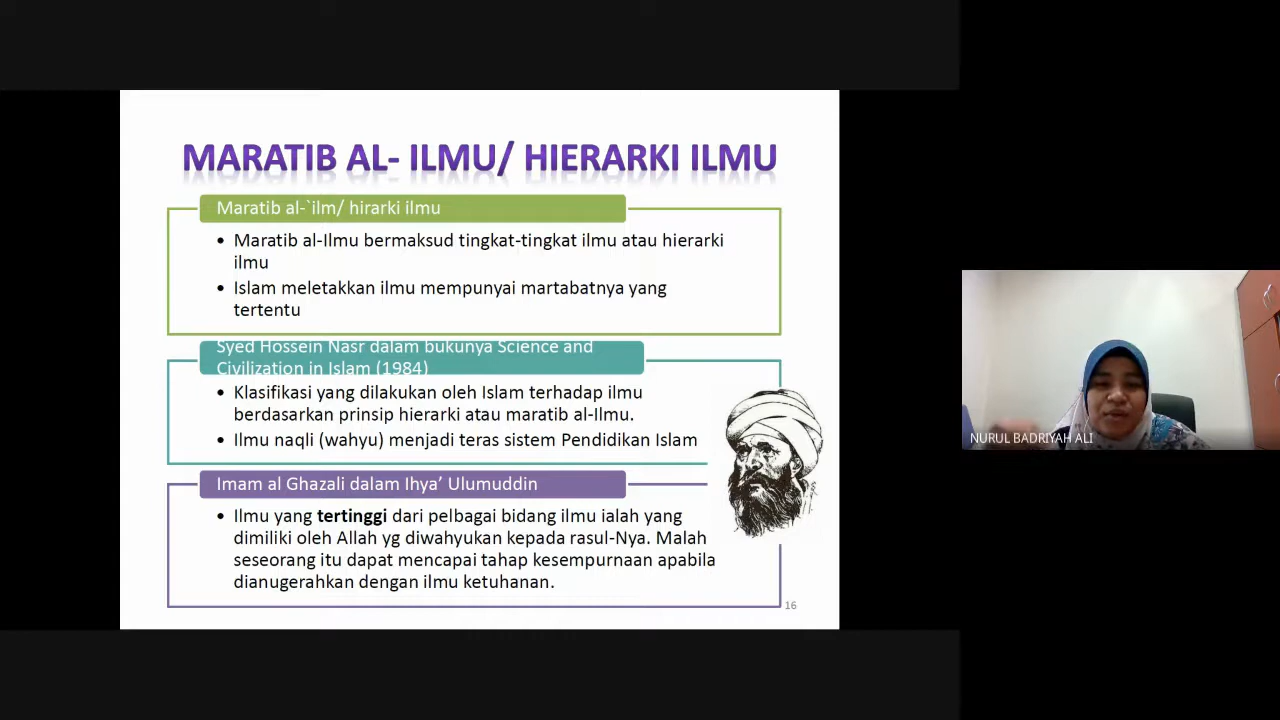 MARATIB AL- ILMU/ HIERARKI ILMU
Maratib al-`ilm/ hirarki ilmu
• Maratib al-Ilmu bermaksud tingkat-tingkat ilmu atau hierarki
ilmu
• Islam meletakkan ilmu mempunyai martabatnya yang
tertentu
Syed Hossein Nasr dalam bukunya Science and
Civilization in Islam (1984)
• Klasifikasi yang dilakukan oleh Islam terhadap ilmu
berdasarkan prinsip hierarki atau maratib al-Ilmu.
• Ilmu naqli (wahyu) menjadi teras sistem Pendidikan Islam
Imam al Ghazali dalam Ihya’ Ulumuddin
• Ilmu yang tertinggi dari pelbagai bidang ilmu ialah yang
dimiliki oleh Allah yg diwahyukan kepada rasul-Nya. Malah
seseorang itu dapat mencapai tahap kesempurnaan apabila
dianugerahkan dengan ilmu ketuhanan.
16
NURUL BADRIYAH ALI